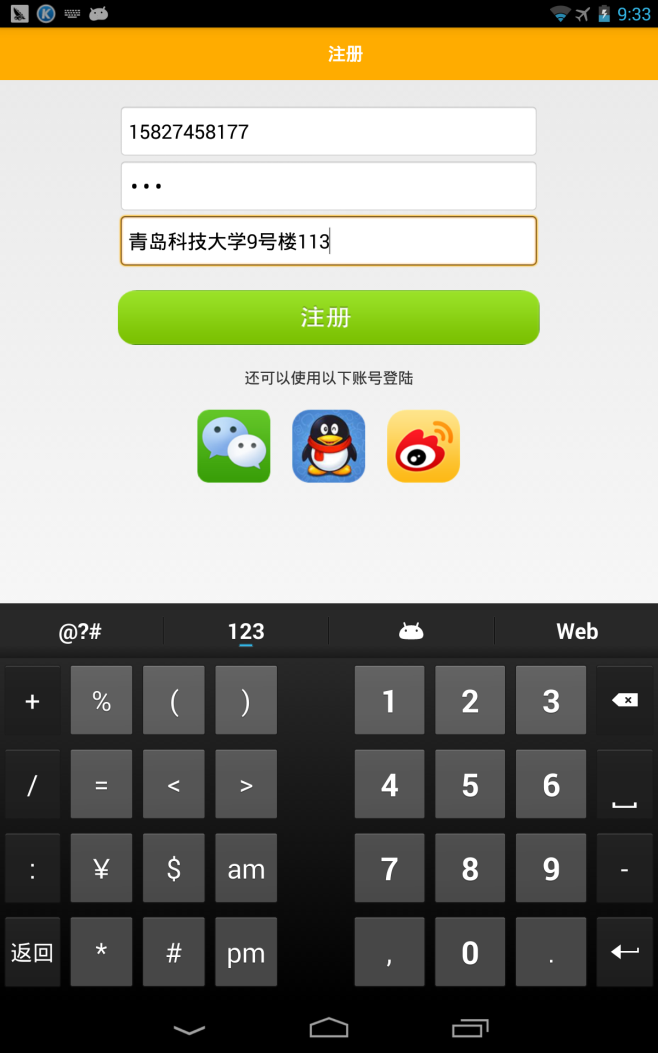 9:33
注册
15827458177
•••
青岛科技大学9号楼113
注册
还可以使用以下账号登陆
@?# 123 Web
+ % ( ) 1 2 3
/ = < > 4 5 6
: ¥ $ am 7 8 9 -
返回 * # pm , 0 .